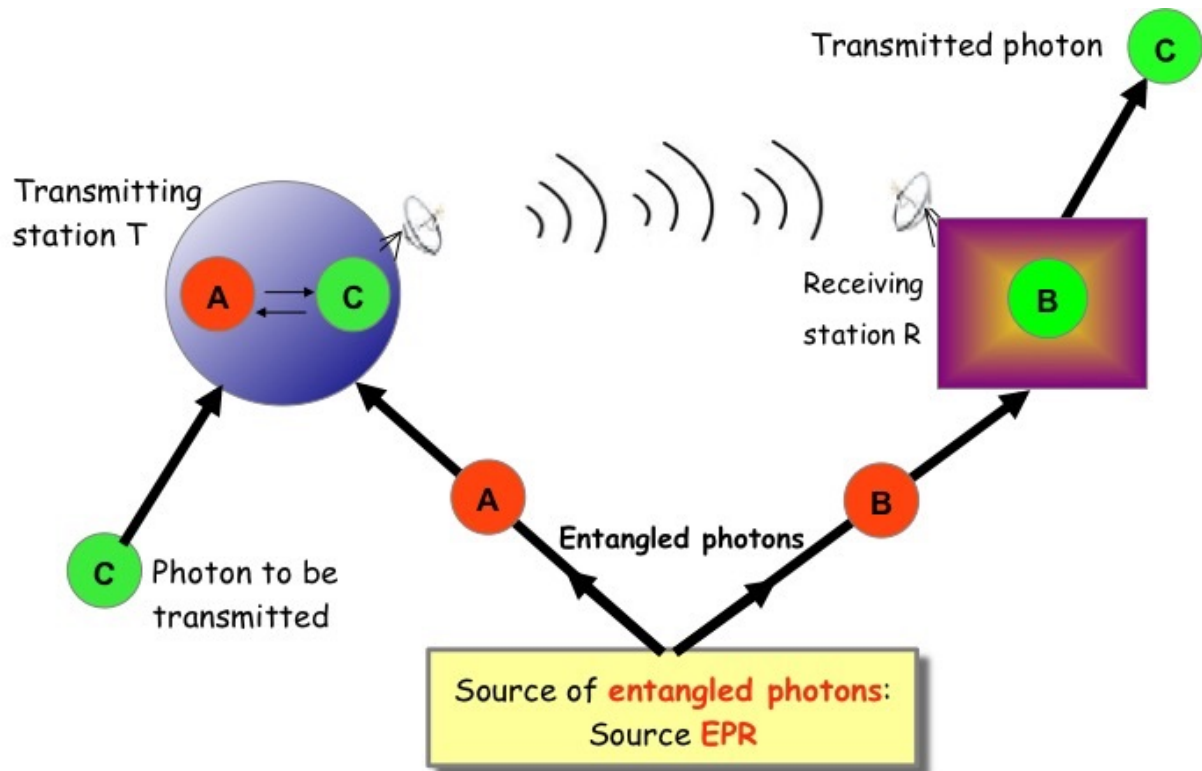 Transmitted photon
C
Transmitting
station T
A
C
Receiving
station R
B
A
B
Entangled photons
C
Photon to be
transmitted
Source of entangled photons:
Source EPR